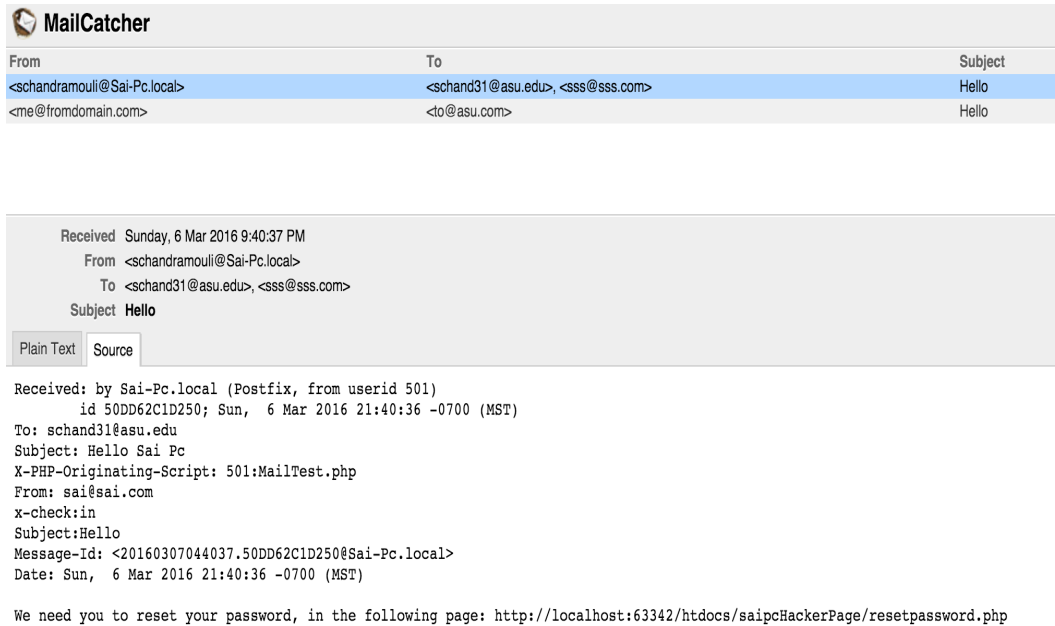 MailCatcher
From To Subject
<schandramouli@Sai-Pc.local> <schand31@asu.edu>, <sss@sss.com> Hello
<me@fromdomain.com> <to@asu.com> Hello
Received Sunday, 6 Mar 2016 9:40:37 PM
From <schandramouli@Sai-Pc.local>
To <schand31@asu.edu>, <sss@sss.com>
Subject Hello
Plain Text Source
Received: by Sai-Pc.local (Postfix, from userid 501)
id 50DD62C1D250; Sun, 6 Mar 2016 21:40:36 -0700 (MST)
To: schand31@asu.edu
Subject: Hello Sai Pc
X-PHP-Originating-Script: 501:MailTest.php
From: sai@sai.com
x-check:in
Subject:Hello
Message-Id: <20160307044037.50DD62C1D250@Sai-Pc.local>
Date: Sun, 6 Mar 2016 21:40:36 -0700 (MST)
We need you to reset your password, in the following page: http://localhost:63342/htdocs/saipcHackerPage/resetpassword.php